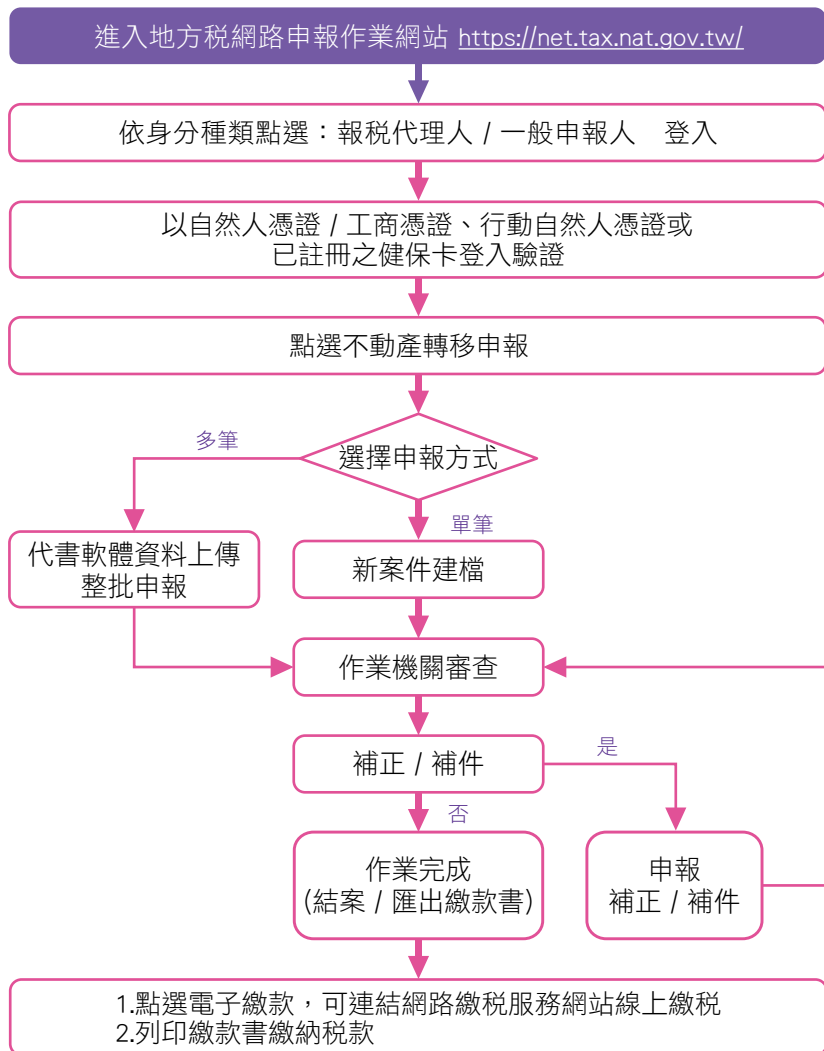 進入地方稅網路申報作業網站 https://net.tax.nat.gov.tw/
依身分種類點選：報稅代理人 / 一般申報人　登入
以自然人憑證 / 工商憑證、行動自然人憑證或
已註冊之健保卡登入驗證
點選不動產轉移申報
選擇申報方式
多筆
單筆
代書軟體資料上傳
整批申報
新案件建檔
作業機關審查
補正 / 補件
是
否
作業完成
(結案 / 匯出繳款書)
申報
補正 / 補件
1.點選電子繳款，可連結網路繳稅服務網站線上繳稅
2.列印繳款書繳納稅款